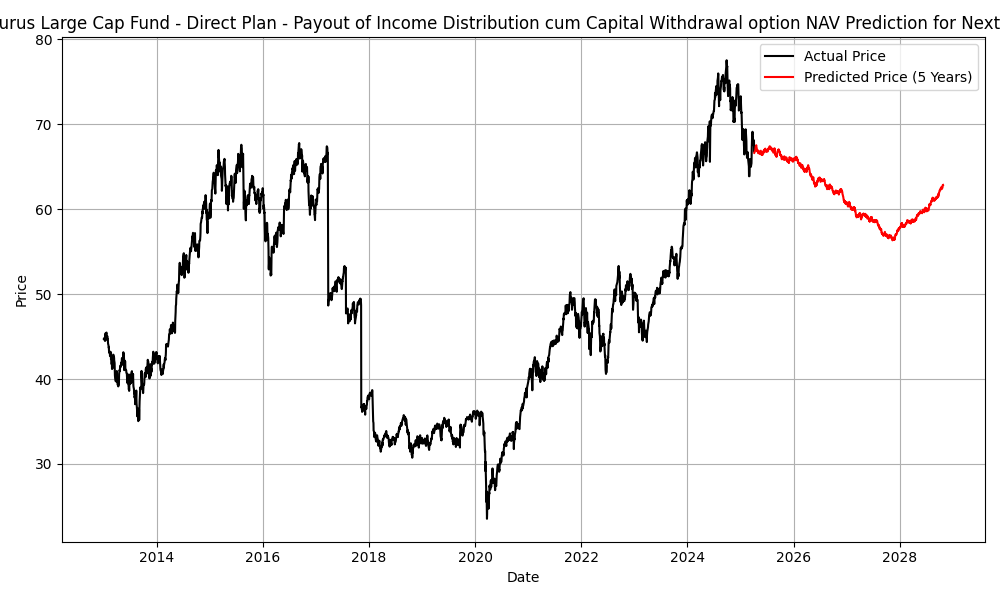 urus Large Cap Fund - Direct Plan - Payout of Income Distribution cum Capital Withdrawal option NAV Prediction for Next
80
70
60
50
40
30
Price
Actual Price
Predicted Price (5 Years)
2014 2016 2018 2020 2022 2024 2026 2028
Date